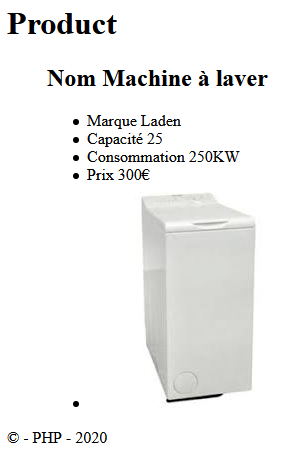 Product
Nom Machine à laver
Marque Laden
Capacité 25
Consommation 250KW
Prix 300€
© - PHP - 2020